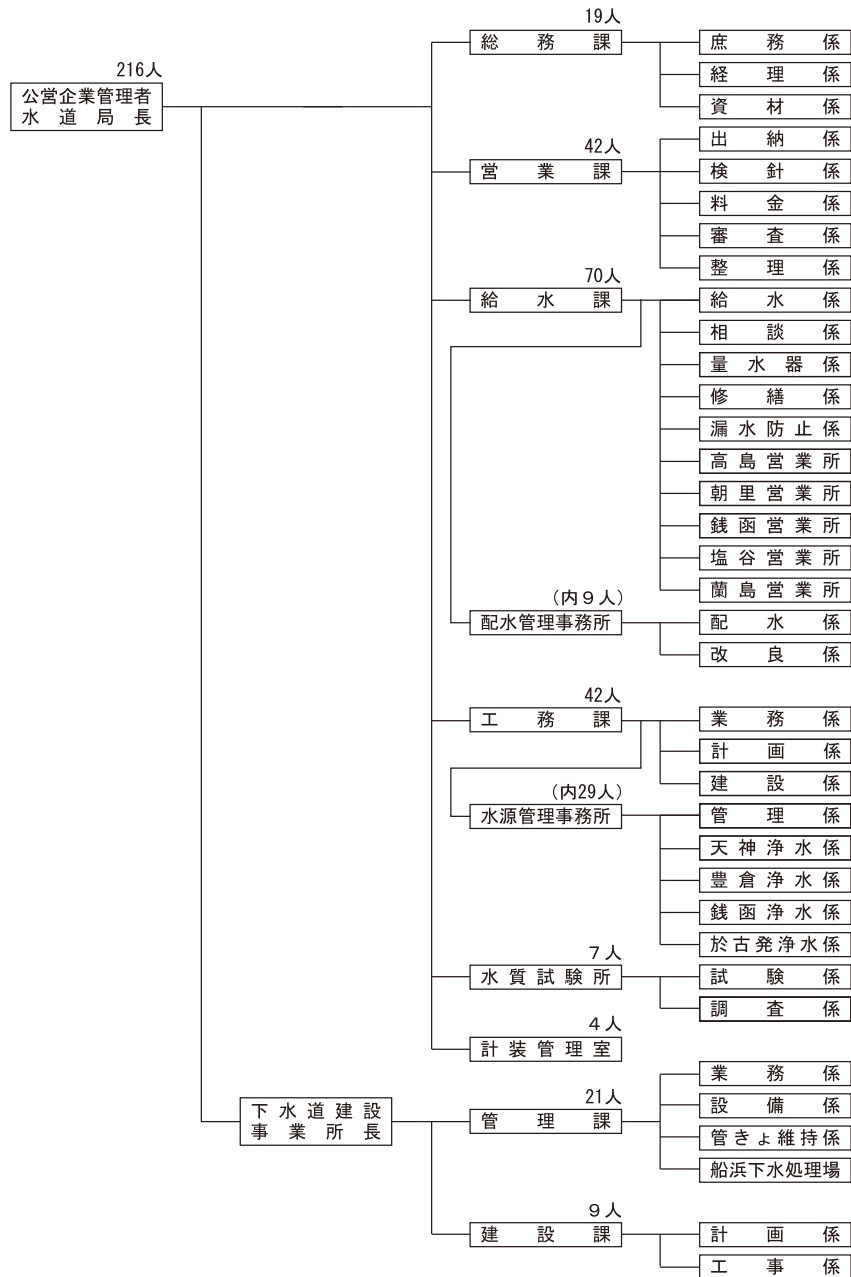 216人
公営企業管理者
水道局長
19人
総務課
庶務係
経理係
資材係
42人
営業課
出納係
検針係
料金係
審査係
整理係
70人
給水課
給水係
相談係
量水器係
修繕係
漏水防止係
高島営業所
朝里営業所
銭函営業所
塩谷営業所
蘭島営業所
(内9人)
配水管理事務所
配水係
改良係
42人
工務課
業務係
計画係
建設係
(内29人)
水源管理事務所
管理係
天神浄水係
豊倉浄水係
銭函浄水係
於古発浄水係
7人
水質試験所
試験係
調査係
4人
計装管理室
下水道建設
事業所長
21人
管理課
業務係
設備係
管きょ維持係
船浜下水処理場
9人
建設課
計画係
工事係